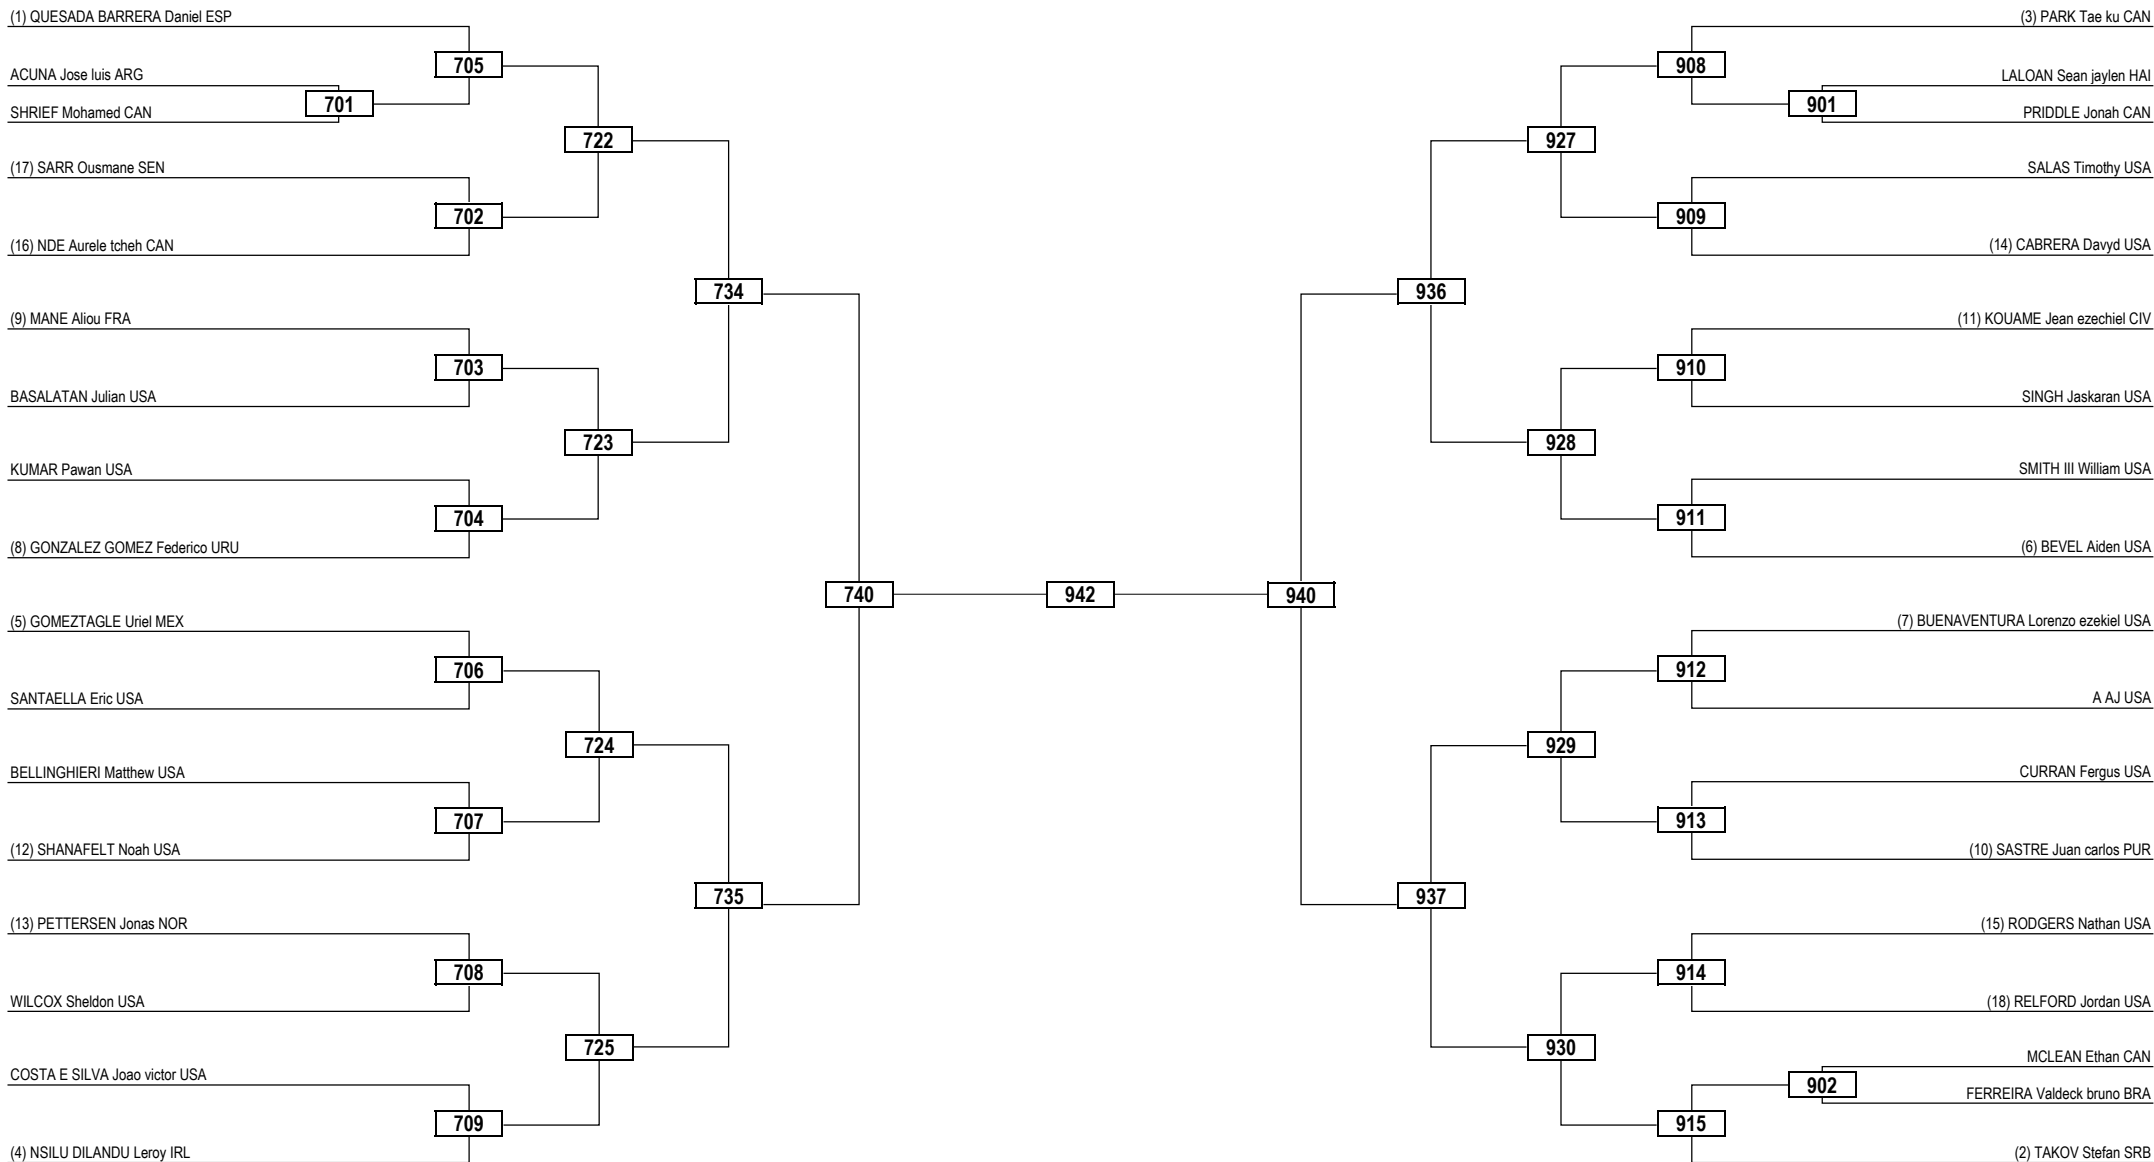 (1) QUESADA BARRERA Daniel ESP
705
ACUNA Jose luis ARG
701
SHRIEF Mohamed CAN
722
(17) SARR Ousmane SEN
702
(16) NDE Aurele tcheh CAN
734
(9) MANE Aliou FRA
703
BASALATAN Julian USA
723
KUMAR Pawan USA
704
(8) GONZALEZ GOMEZ Federico URU
740
(5) GOMEZTAGLE Uriel MEX
706
SANTAELLA Eric USA
724
BELLINGHIERI Matthew USA
707
(12) SHANAFELT Noah USA
735
(13) PETTERSEN Jonas NOR
708
WILCOX Sheldon USA
725
COSTA E SILVA Joao victor USA
709
(4) NSILU DILANDU Leroy IRL
942
(3) PARK Tae ku CAN
908
LALOAN Sean jaylen HAI
901
PRIDDLE Jonah CAN
927
SALAS Timothy USA
909
(14) CABRERA Davyd USA
936
(11) KOUAME Jean ezechiel CIV
910
SINGH Jaskaran USA
928
SMITH III William USA
911
(6) BEVEL Aiden USA
940
(7) BUENAVENTURA Lorenzo ezekiel USA
912
A AJ USA
929
CURRAN Fergus USA
913
(10) SASTRE Juan carlos PUR
937
(15) RODGERS Nathan USA
914
(18) RELFORD Jordan USA
930
MCLEAN Ethan CAN
902
FERREIRA Valdeck bruno BRA
915
(2) TAKOV Stefan SRB